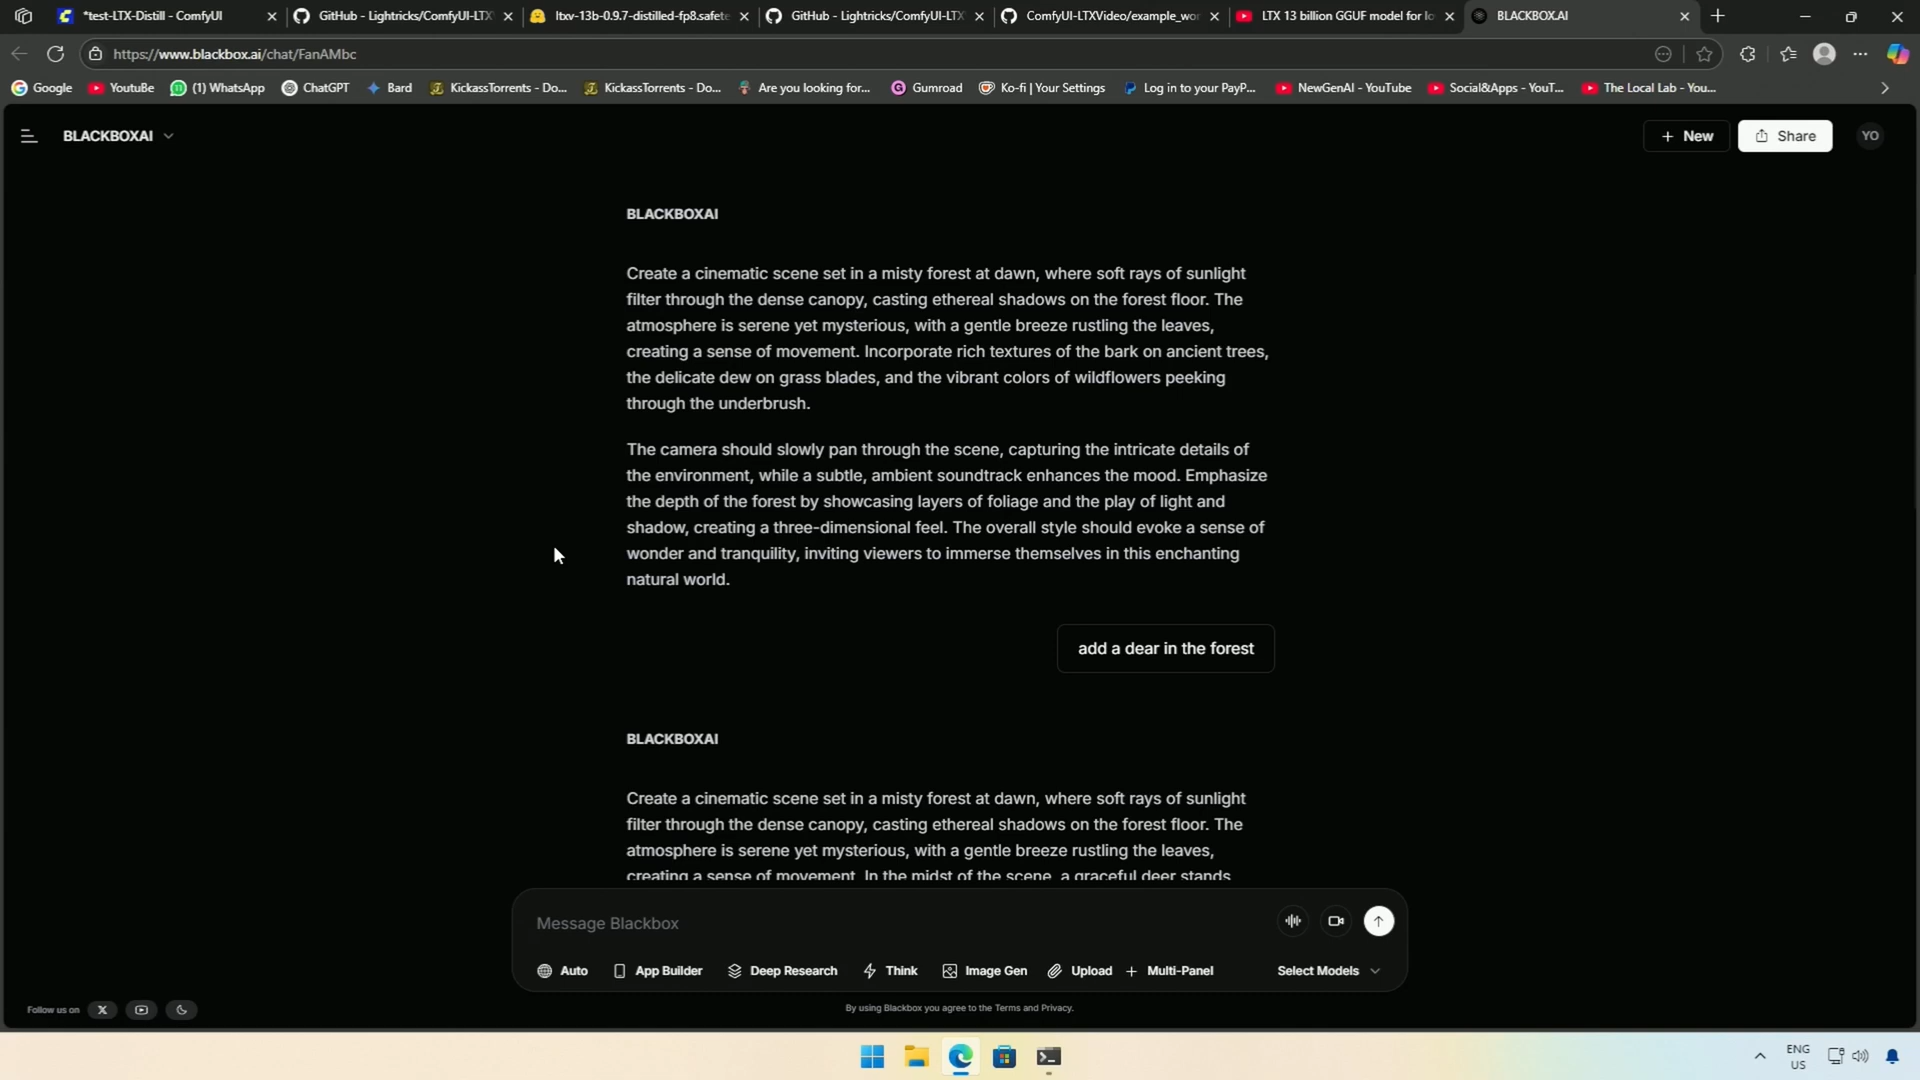 *test-LTX-Distill - ComfyUI
GitHub - Lightricks/ComfyUI-LTX
ltxv-13b-0.9.7-distilled-fp8.safete
GitHub - Lightricks/ComfyUI-LTX
ComfyUI-LTXVideo/example_wo
LTX 13 billion GGUF model for lo
BLACKBOX.AI
https://www.blackbox.ai/chat/FanAMbc
Google
Youtube
(1) WhatsApp
ChatGPT
Bard
KickassTorrents - Do...
KickassTorrents - Do...
Are you looking for...
Gumroad
Ko-fi | Your Settings
Log in to your PayP...
NewGenAI - YouTube
Social&Apps - YouT...
The Local Lab - You...
BLACKBOXAI
New
Share
YO
BLACKBOXAI
Create a cinematic scene set in a misty forest at dawn, where soft rays of sunlight
filter through the dense canopy, casting ethereal shadows on the forest floor. The
atmosphere is serene yet mysterious, with a gentle breeze rustling the leaves,
creating a sense of movement. Incorporate rich textures of the bark on ancient trees,
the delicate dew on grass blades, and the vibrant colors of wildflowers peeking
through the underbrush.
The camera should slowly pan through the scene, capturing the intricate details of
the environment, while a subtle, ambient soundtrack enhances the mood. Emphasize
the depth of the forest by showcasing layers of foliage and the play of light and
shadow, creating a three-dimensional feel. The overall style should evoke a sense of
wonder and tranquility, inviting viewers to immerse themselves in this enchanting
natural world.
add a dear in the forest
BLACKBOXAI
Create a cinematic scene set in a misty forest at dawn, where soft rays of sunlight
filter through the dense canopy, casting ethereal shadows on the forest floor. The
atmosphere is serene yet mysterious, with a gentle breeze rustling the leaves,
creating a sense of movement. In the midst of the scene, a graceful deer stands
Message Blackbox
Auto
App Builder
Deep Research
Think
Image Gen
Upload
Multi-Panel
Select Models
Follow us on
By using Blackbox you agree to the Terms and Privacy.
ENG
US